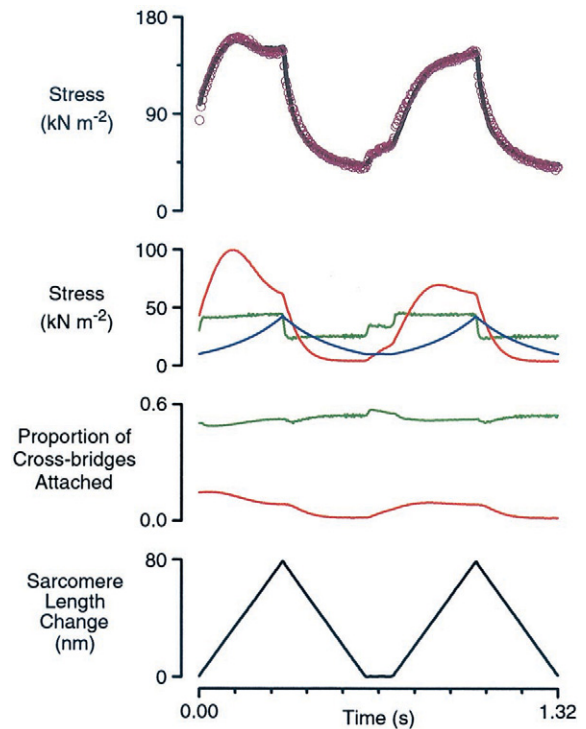 180
Stress
(kN m-2)
90
0
100
Stress
(kN m-2)
50
0
0.6
Proportion of
Cross-bridges
Attached
0.0
80
Sarcomere
Length
Change
(nm)
0
0.00
Time (s)
1.32